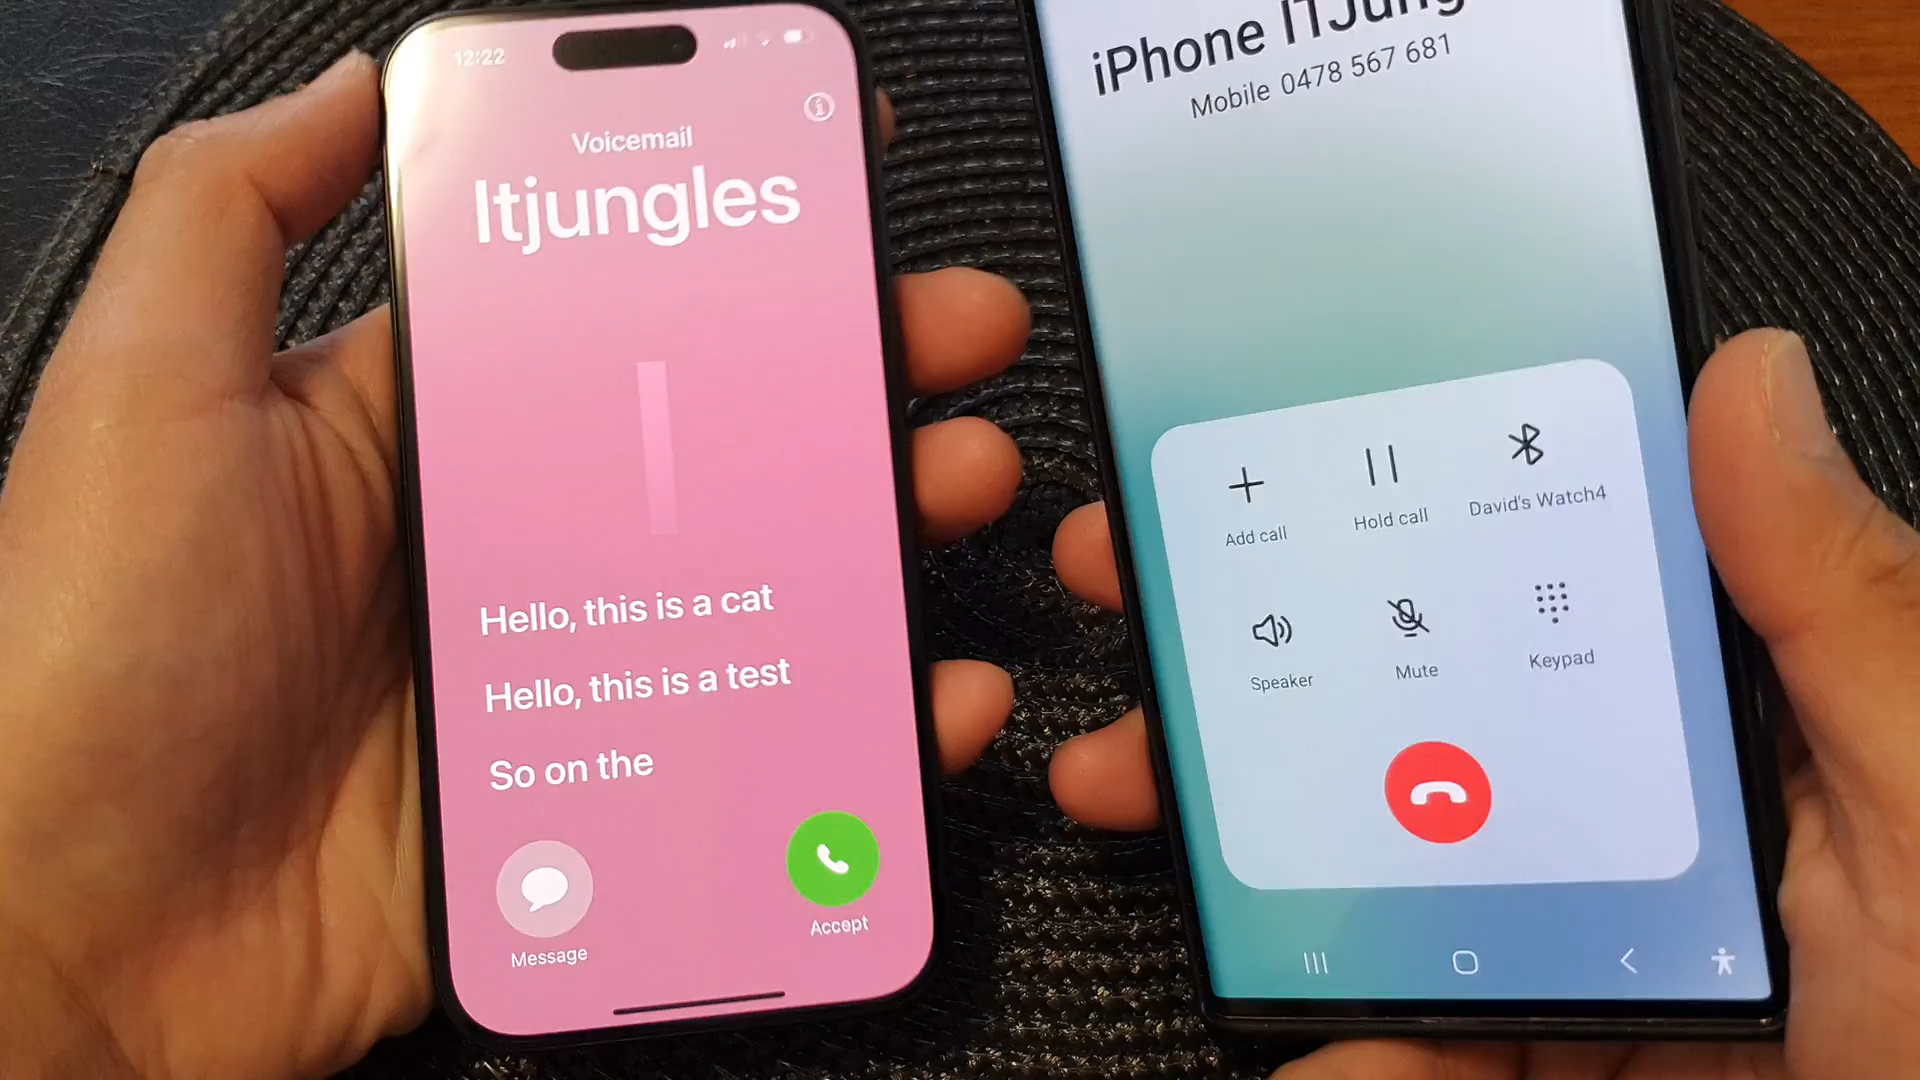 12:22
Voicemail
Itjungles
Hello, this is a cat
Hello, this is a test
So on the
Message
Accept
iPhone ITJung
Mobile 0478 567 681
Add call
Hold call
David's Watch4
Speaker
Mute
Keypad